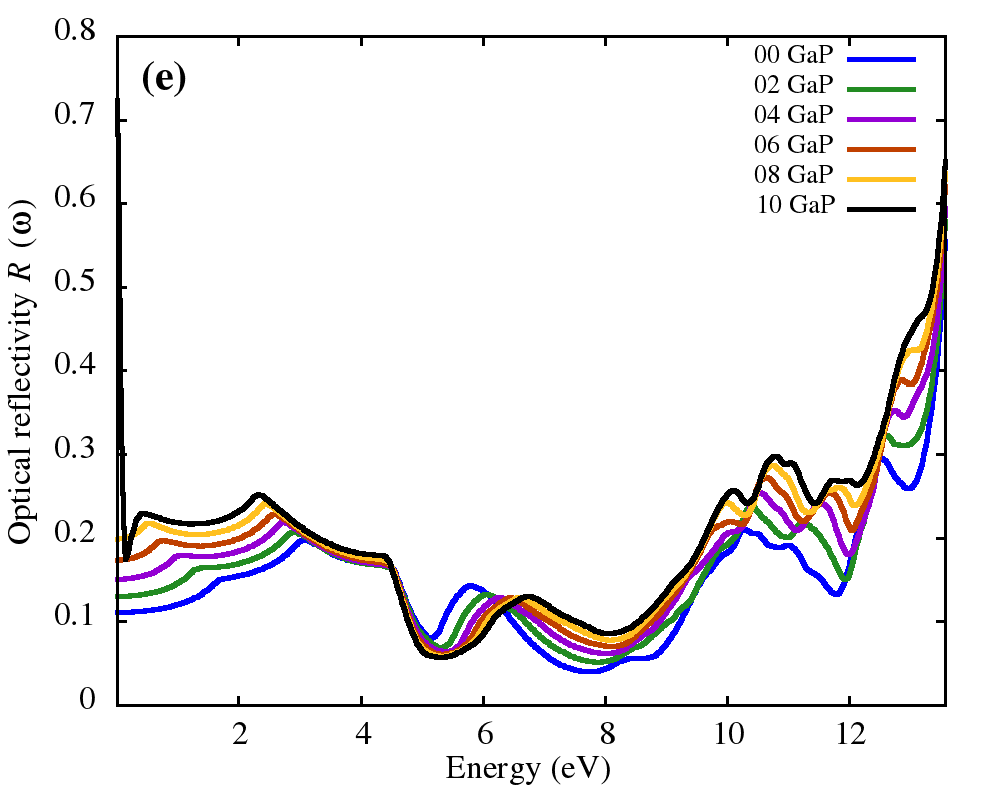 (e)
00 GaP
02 GaP
04 GaP
06 GaP
08 GaP
10 GaP
0.8
0.7
0.6
0.5
0.4
0.3
0.2
0.1
0
Optical reflectivity R (ω)
2 4 6 8 10 12
Energy (eV)